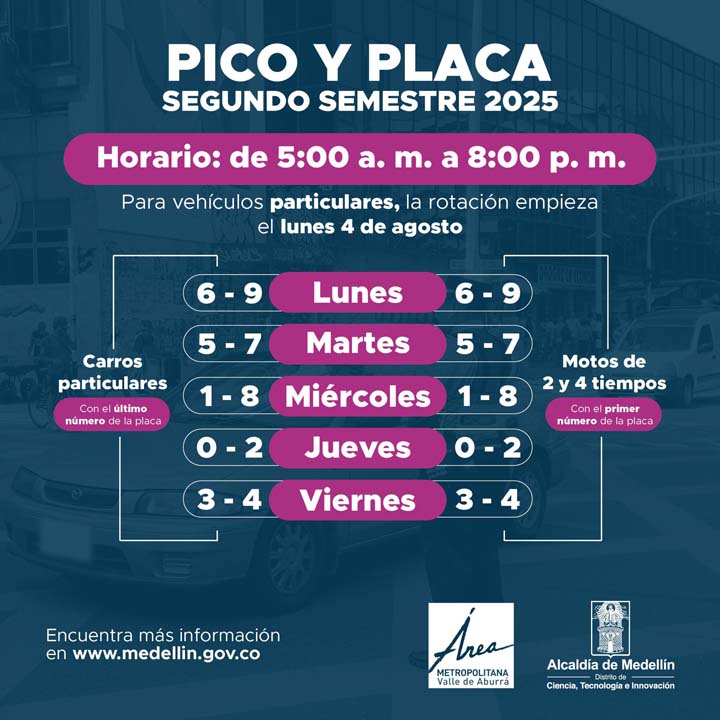 PICO Y PLACA
SEGUNDO SEMESTRE 2025
Horario: de 5:00 a. m. a 8:00 p. m.
Para vehículos particulares, la rotación empieza
el lunes 4 de agosto
Carros
particulares
Con el último
número de la placa
6 - 9 Lunes 6 - 9
5 - 7 Martes 5 - 7
1 - 8 Miércoles 1 - 8
0 - 2 Jueves 0 - 2
3 - 4 Viernes 3 - 4
Motos de
2 y 4 tiempos
Con el primer
número de la placa
Encuentra más información
en www.medellin.gov.co
Área
METROPOLITANA
Valle de Aburrá
Alcaldía de Medellín
Distrito de
Ciencia, Tecnología e Innovación